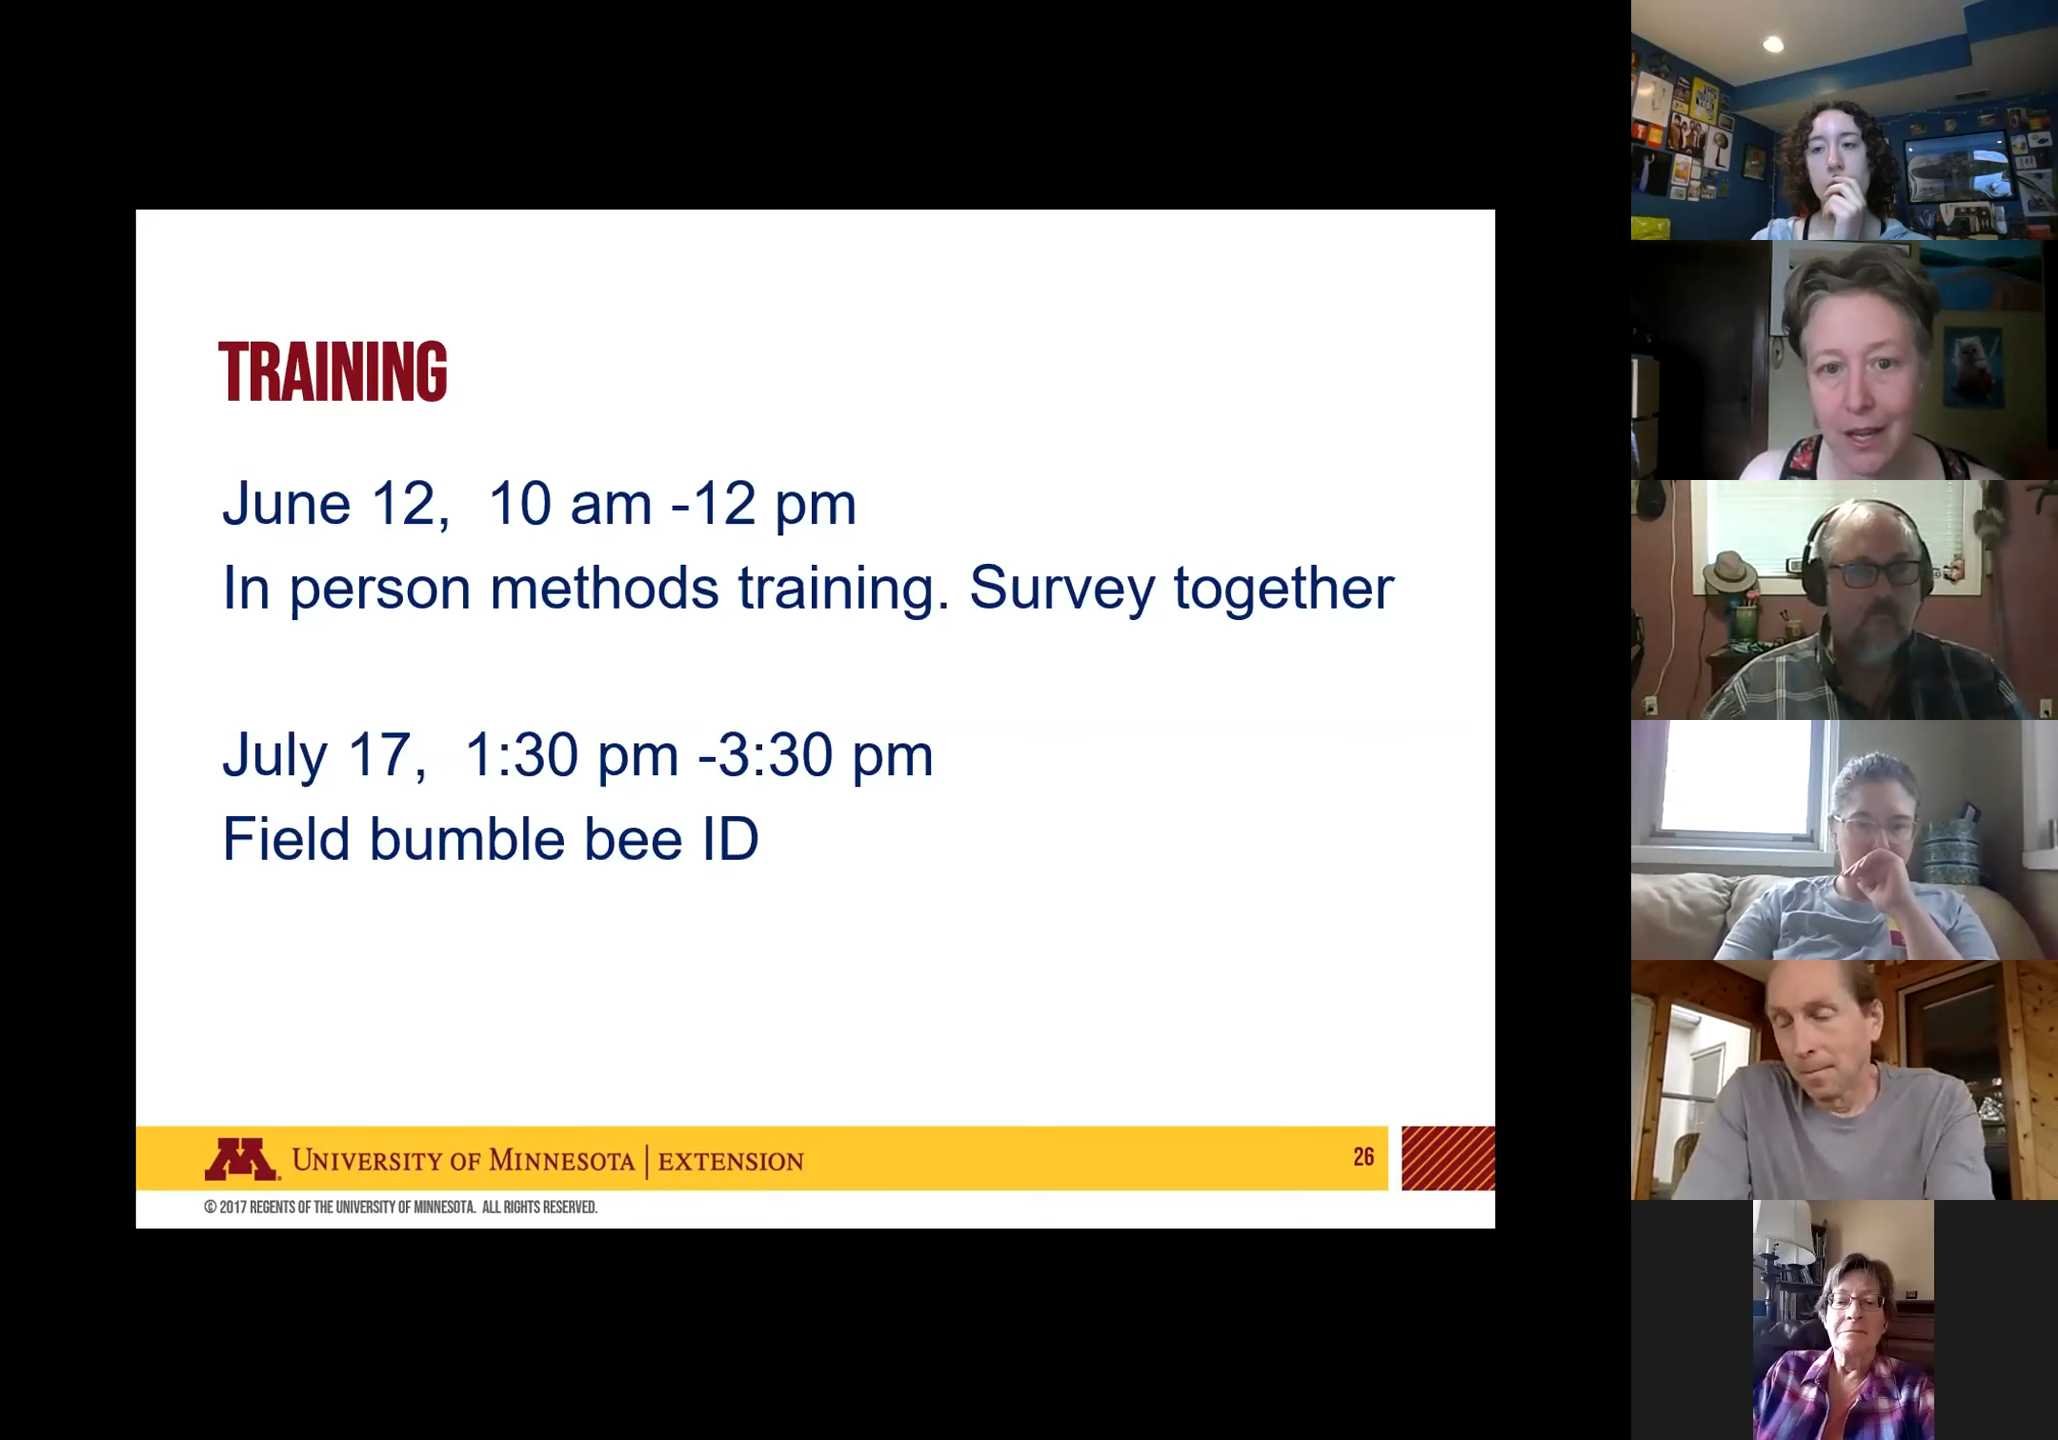 TRAINING
June 12,  10 am -12 pm
In person methods training. Survey together
July 17,  1:30 pm -3:30 pm
Field bumble bee ID
M UNIVERSITY OF MINNESOTA | EXTENSION
26
© 2017 REGENTS OF THE UNIVERSITY OF MINNESOTA.  ALL RIGHTS RESERVED.